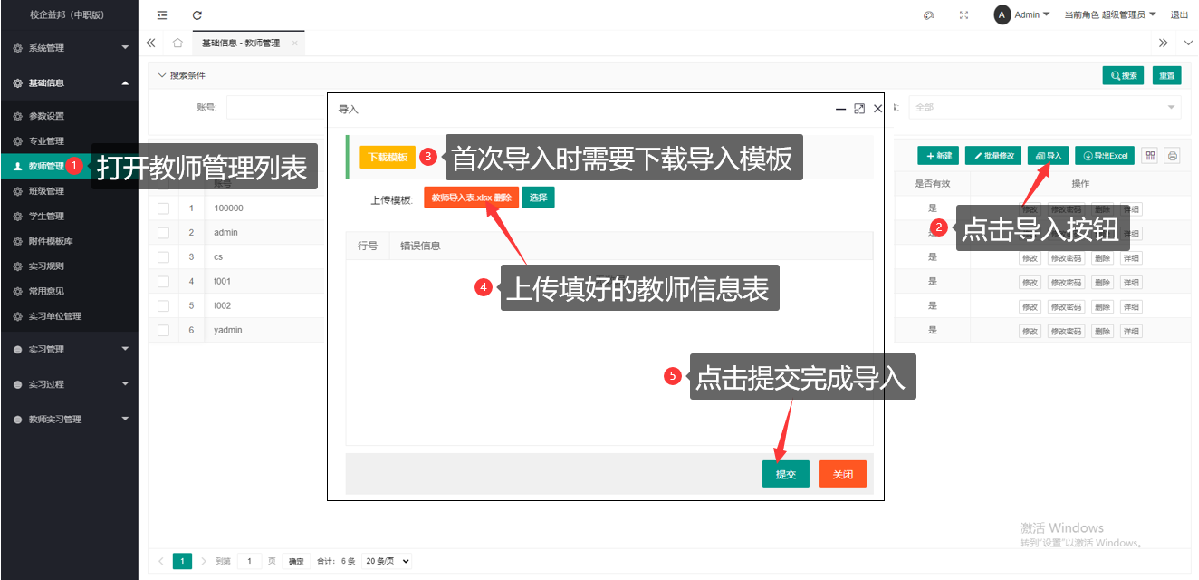 校企益邦（中职版）
Admin
当前角色 超级管理员
退出
系统管理
基础信息 - 教师管理
基础信息
搜索条件
搜索
重置
账号
全部
参数设置
专业管理
教师管理
班级管理
学生管理
附件模板库
实习规则
常用意见
实习单位管理
实习管理
实习过程
教师实习管理
1
打开教师管理列表
导入
下载模板
3
首次导入时需要下载导入模板
上传模板:
教师导入表.xlsx 删除
选择
行号
错误信息
4
上传填好的教师信息表
5
点击提交完成导入
提交
关闭
新建
批量修改
导入
导出Excel
账号
是否有效
操作
1
100000
是
修改
修改密码
删除
详细
2
点击导入按钮
2
admin
3
cs
是
修改
修改密码
删除
详细
4
t001
是
修改
修改密码
删除
详细
5
t002
是
修改
修改密码
删除
详细
6
yadmin
是
修改
修改密码
删除
详细
1
到第
1
页
确定
合计: 6 条
20 条/页
激活 Windows
转到"设置"以激活 Windows。